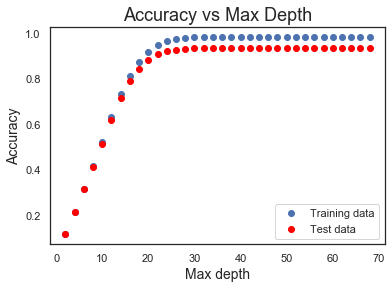 Accuracy vs Max Depth
1.0
0.8
0.6
0.4
0.2
Accuracy
Training data
Test data
0 10 20 30 40 50 60 70
Max depth